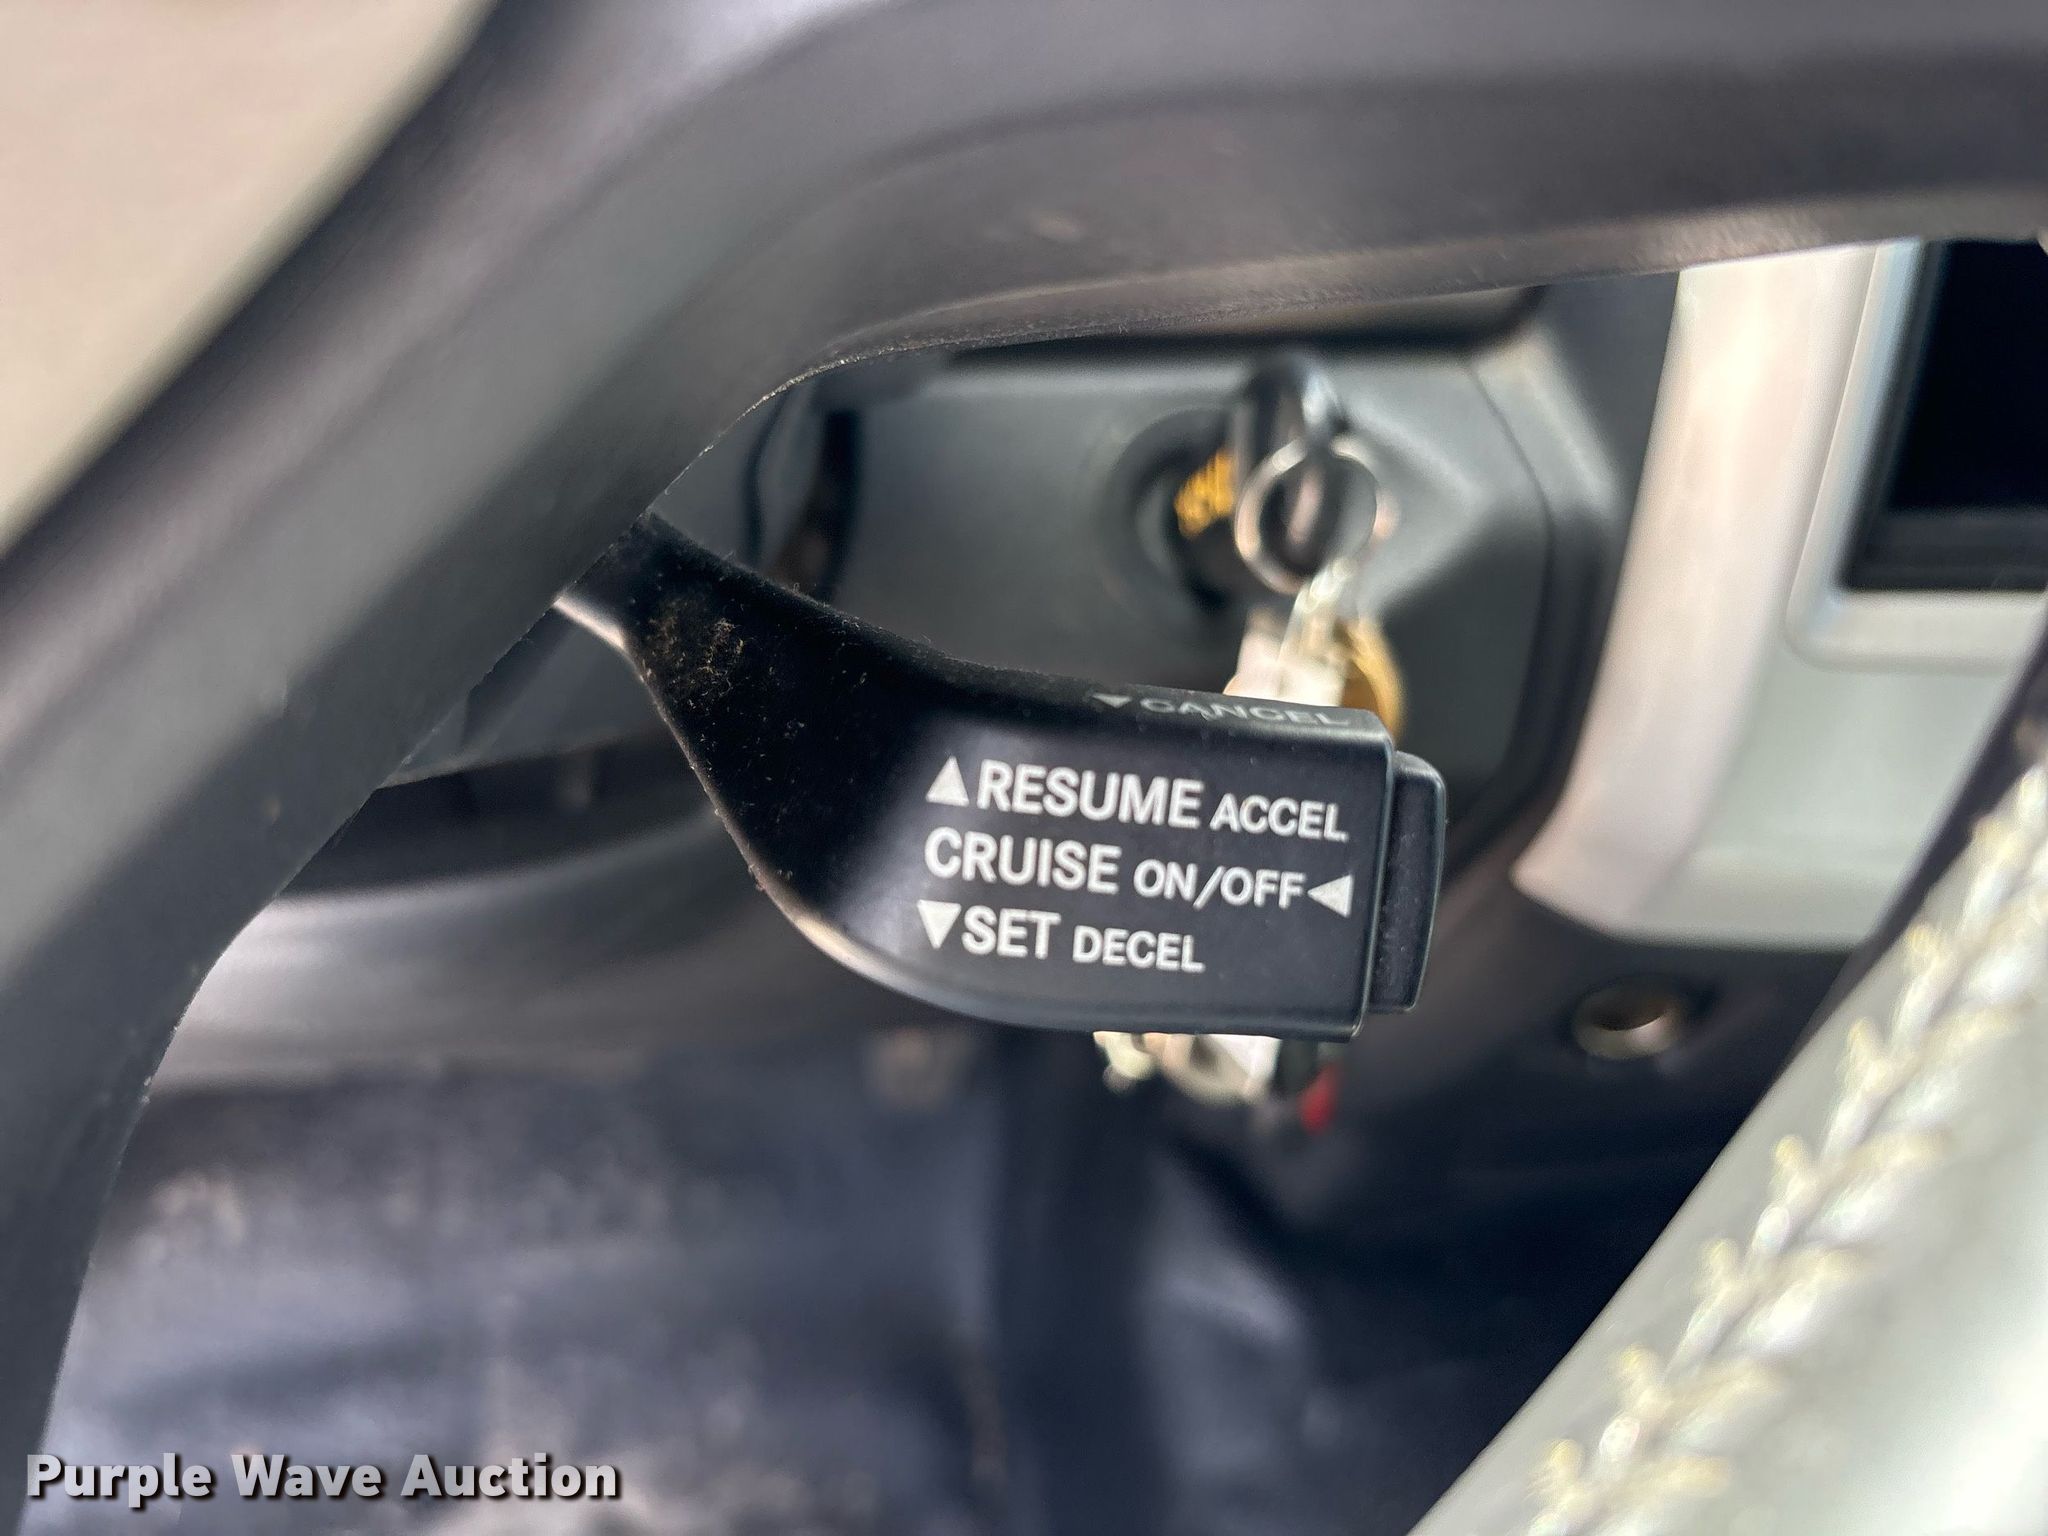 ▼CANCEL
▲RESUME ACCEL
CRUISE ON/OFF◀
▼SET DECEL
Purple Wave Auction